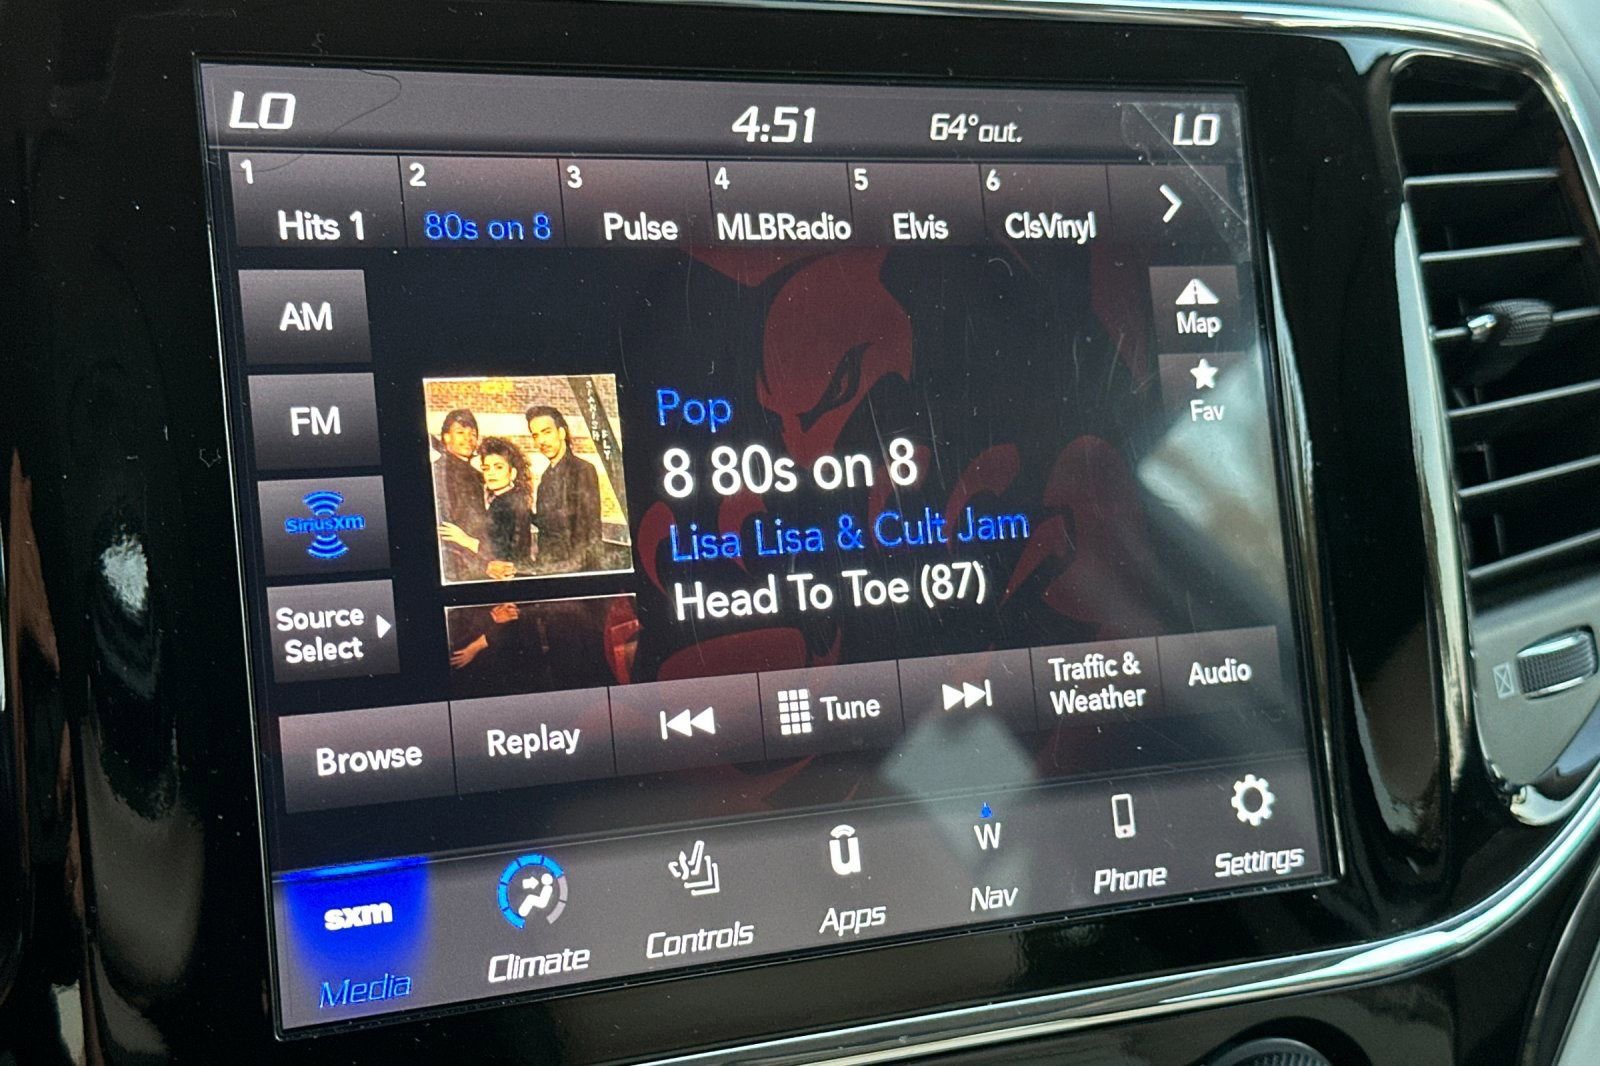 LO 4:51 64°out. LO
1 2 3 4 5 6
Hits 1 80s on 8 Pulse MLBRadio Elvis ClsVinyl
AM
Map
FM
Fav
SPANISH FLY
Pop
8 80s on 8
SiriusXm
Lisa Lisa & Cult Jam
Head To Toe (87)
Source
Select
Browse
Replay
Tune
Traffic &
Weather
Audio
sxm
Media
Climate
Controls
ū
Apps
W
Nav
Phone
Settings